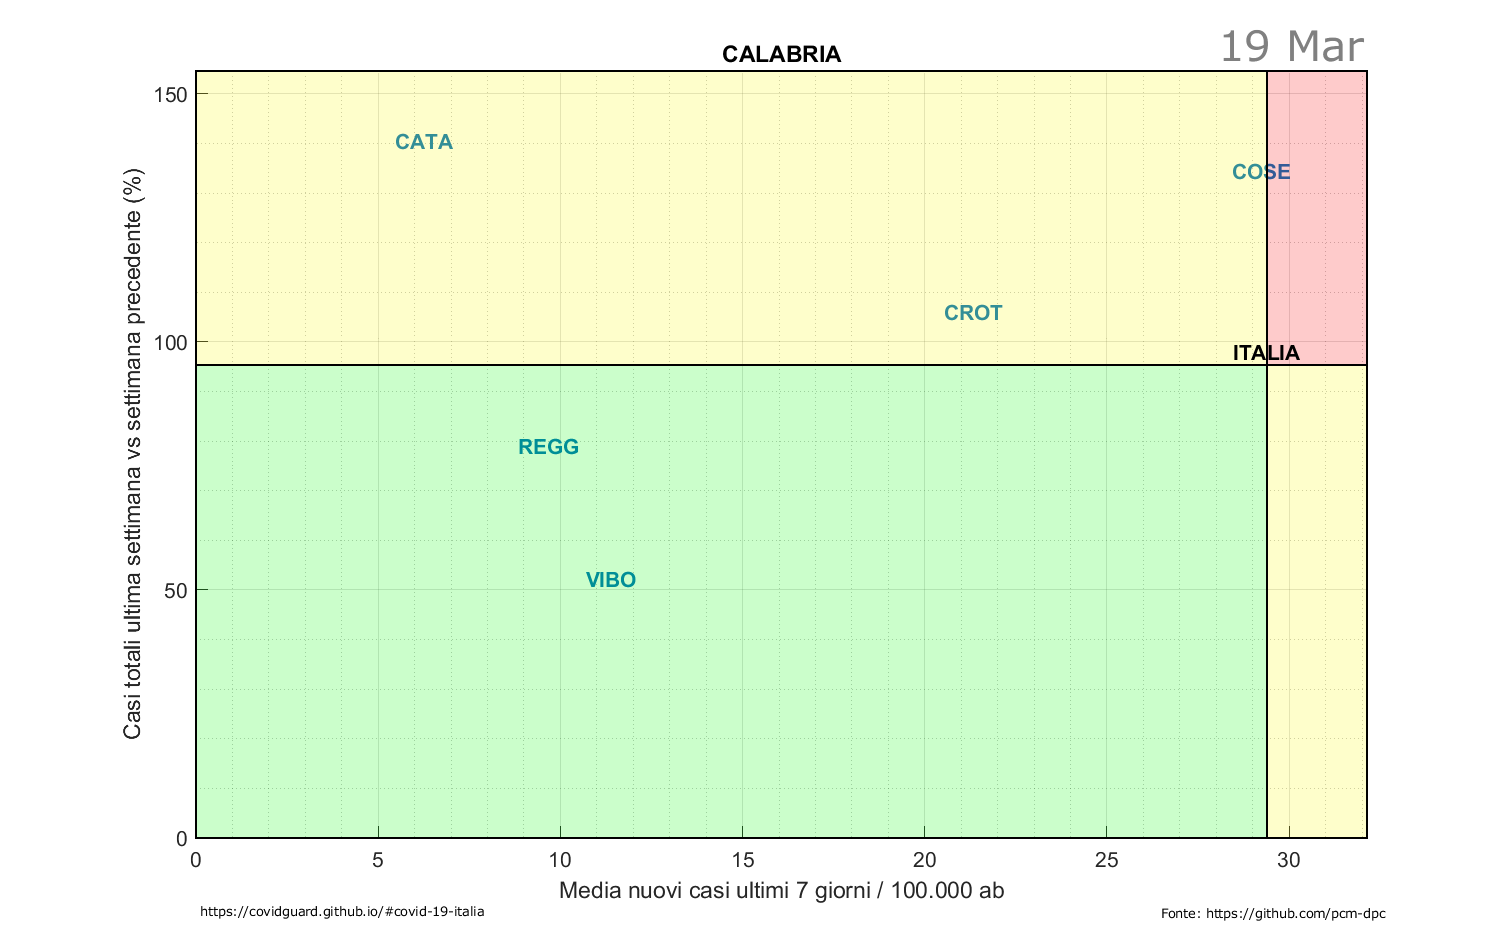 19 Mar
CALABRIA
150
CATA
COSE
CROT
100
ITALIA
REGG
VIBO
50
0
Casi totali ultima settimana vs settimana precedente (%)
0 5 10 15 20 25 30
Media nuovi casi ultimi 7 giorni / 100.000 ab
https://covidguard.github.io/#covid-19-italia
Fonte: https://github.com/pcm-dpc